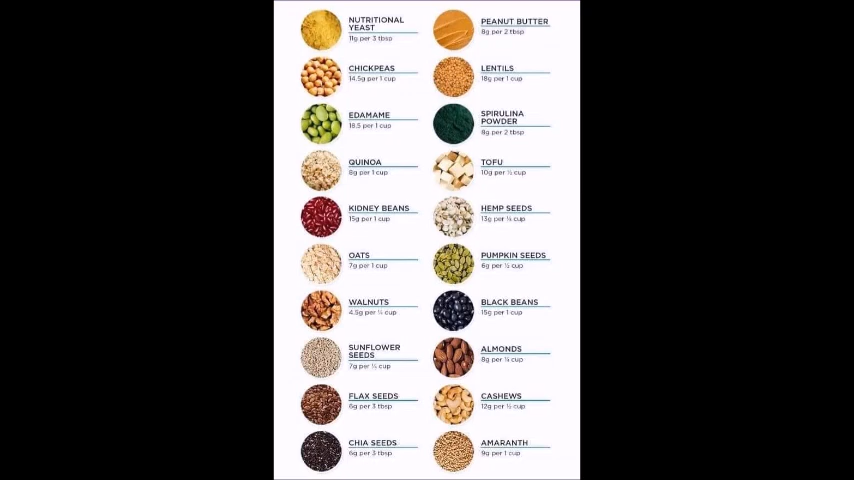 NUTRITIONAL
YEAST
11g per 3 tbsp
PEANUT BUTTER
8g per 2 tbsp
CHICKPEAS
14.5g per 1 cup
LENTILS
18g per 1 cup
EDAMAME
18.5 per 1 cup
SPIRULINA
POWDER
8g per 2 tbsp
QUINOA
8g per 1 cup
TOFU
10g per ½ cup
KIDNEY BEANS
15g per 1 cup
HEMP SEEDS
13g per ¼ cup
OATS
7g per 1 cup
PUMPKIN SEEDS
6g per ½ cup
WALNUTS
4.5g per cup
BLACK BEANS
15g per 1 cup
SUNFLOWER
SEEDS
7g per cup
ALMONDS
8g per ¼ cup
FLAX SEEDS
6g per 3 tbsp
CASHEWS
12g per ½ cup
CHIA SEEDS
6g per 3 tbsp
AMARANTH
9g per 1 cup